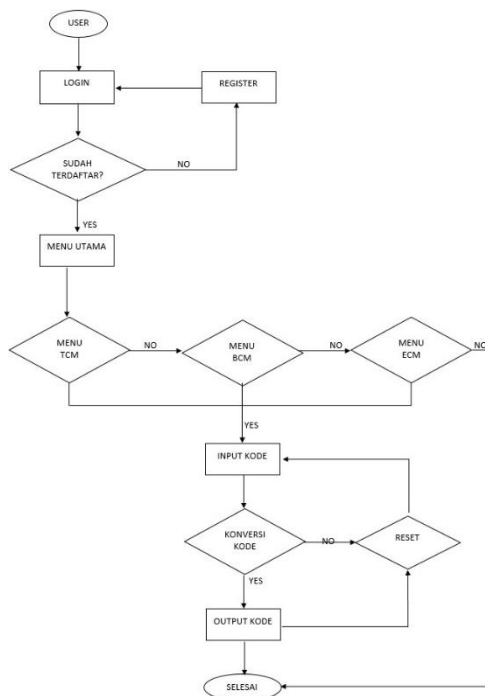 USER
LOGIN
REGISTER
SUDAH
TERDAFTAR?
NO
YES
MENU UTAMA
MENU
TCM
NO
MENU
BCM
NO
MENU
ECM
NO
YES
INPUT KODE
KONVERSI
KODE
NO
RESET
YES
OUTPUT KODE
SELESAI